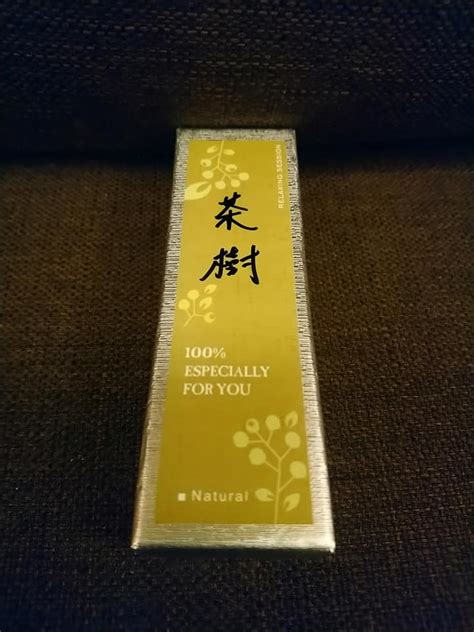 RELAXING SESSION
茶
樹
100%
ESPECIALLY
FOR YOU
Natural